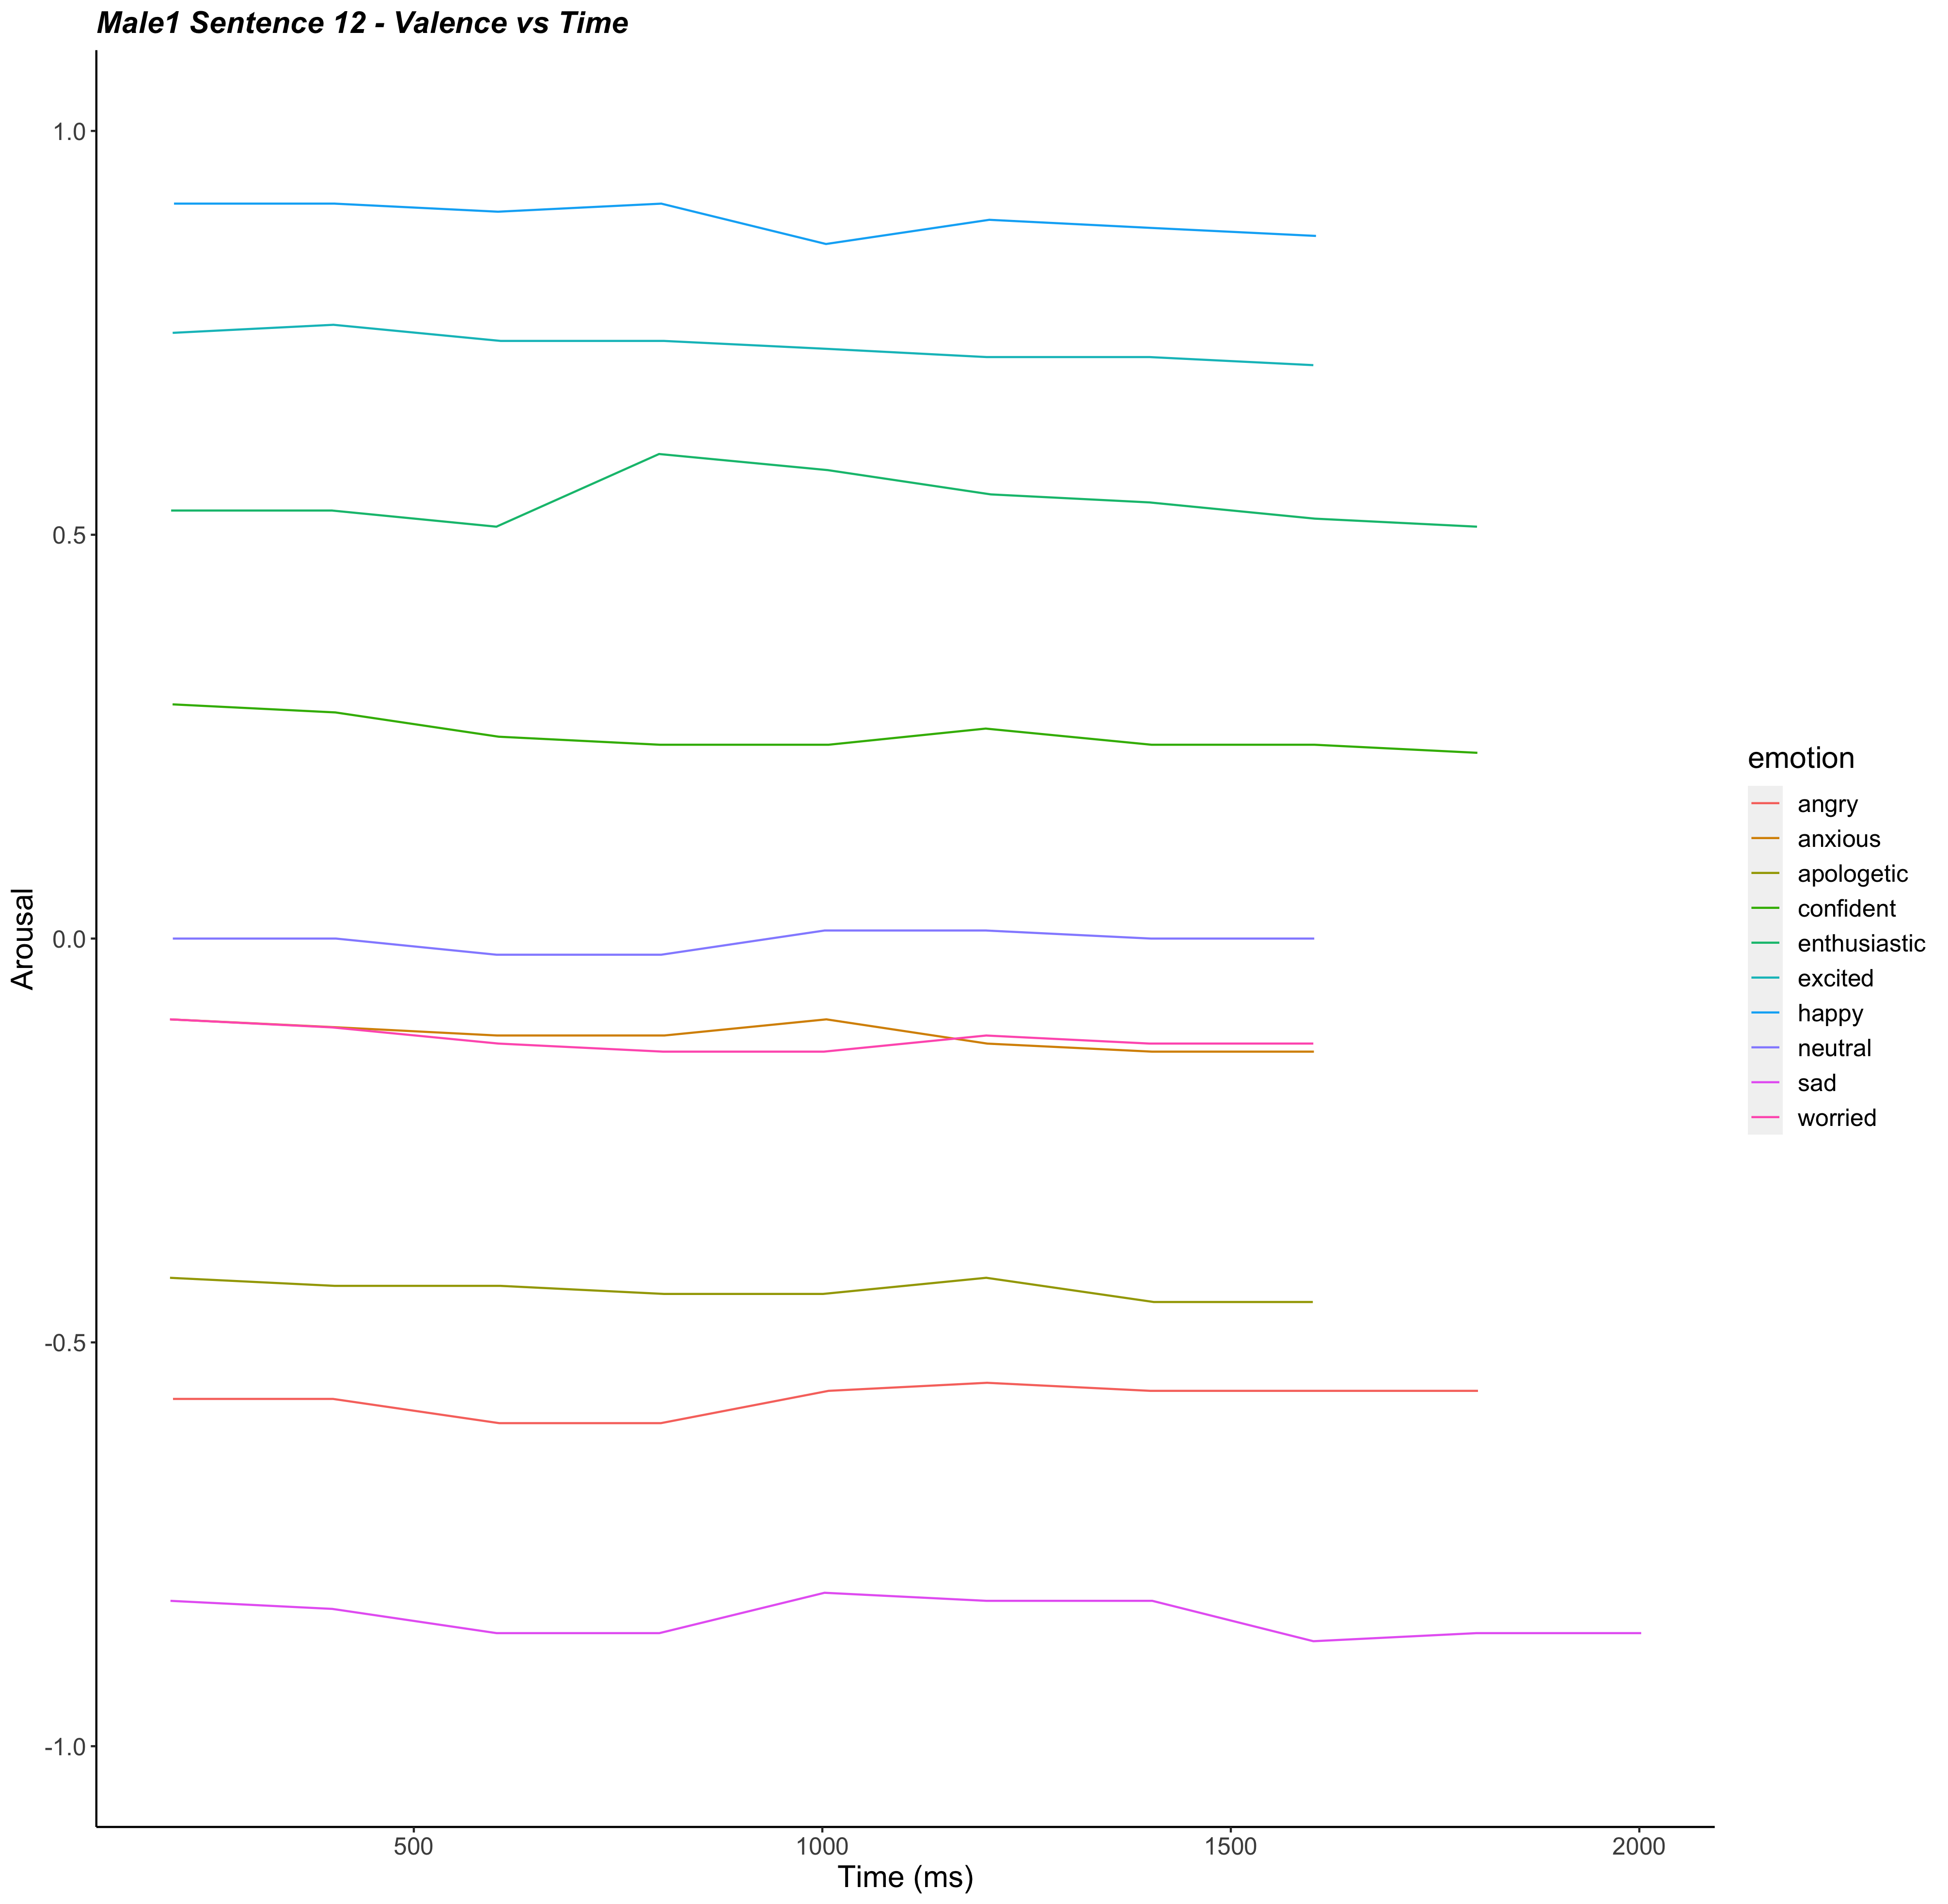 Male1 Sentence 12 - Valence vs Time
1.0
0.5
0.0
-0.5
-1.0
Arousal
500
1000
1500
2000
Time (ms)
emotion
angry
anxious
apologetic
confident
enthusiastic
excited
happy
neutral
sad
worried